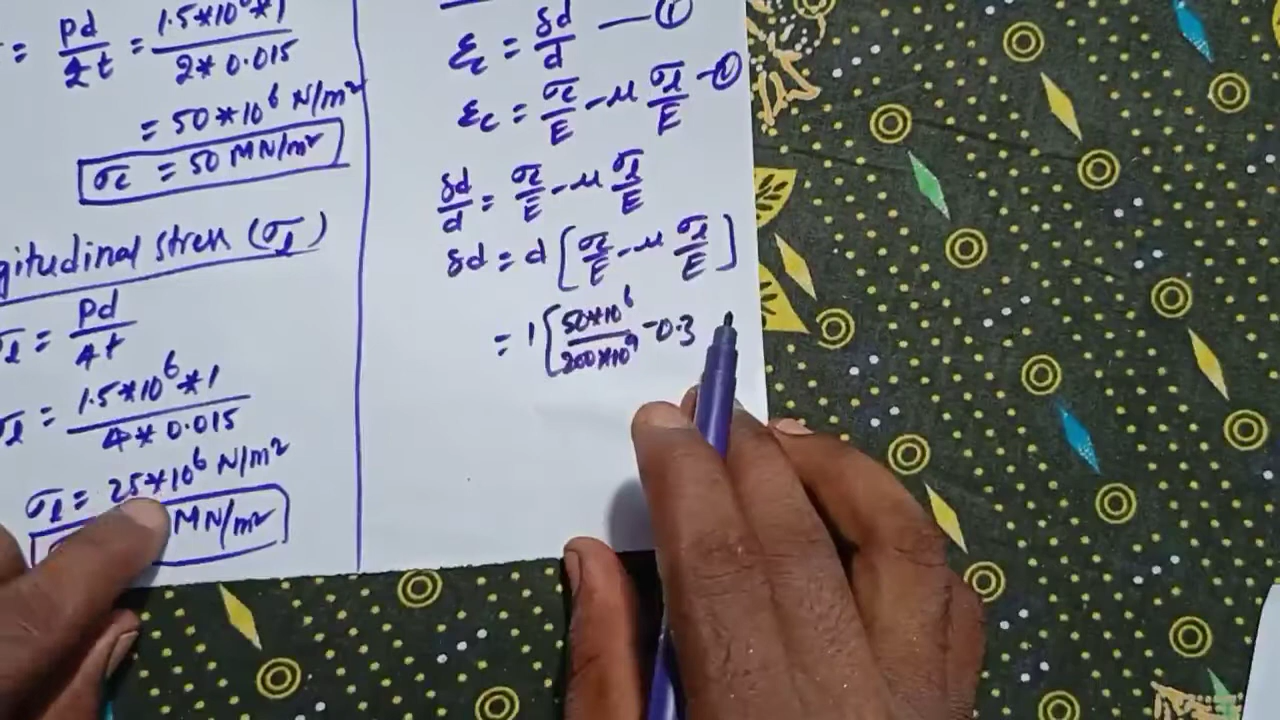 = Pd/2t = 1.5*10⁶*1/2*0.015
= 50*10⁶ N/m²
σc = 50 MN/m²
gitudinal stress (σl)
σl = Pd/4t
σl = 1.5*10⁶*1/4*0.015
σl = 25*10⁶ N/m²
MN/m²
εc = δd/d —①
εc = σc/E - μ σl/E -①
δd/d = σc/E - μ σl/E
δd = d [σc/E - μ σl/E]
= 1 [50*10⁶/200*10⁹ - 0.3